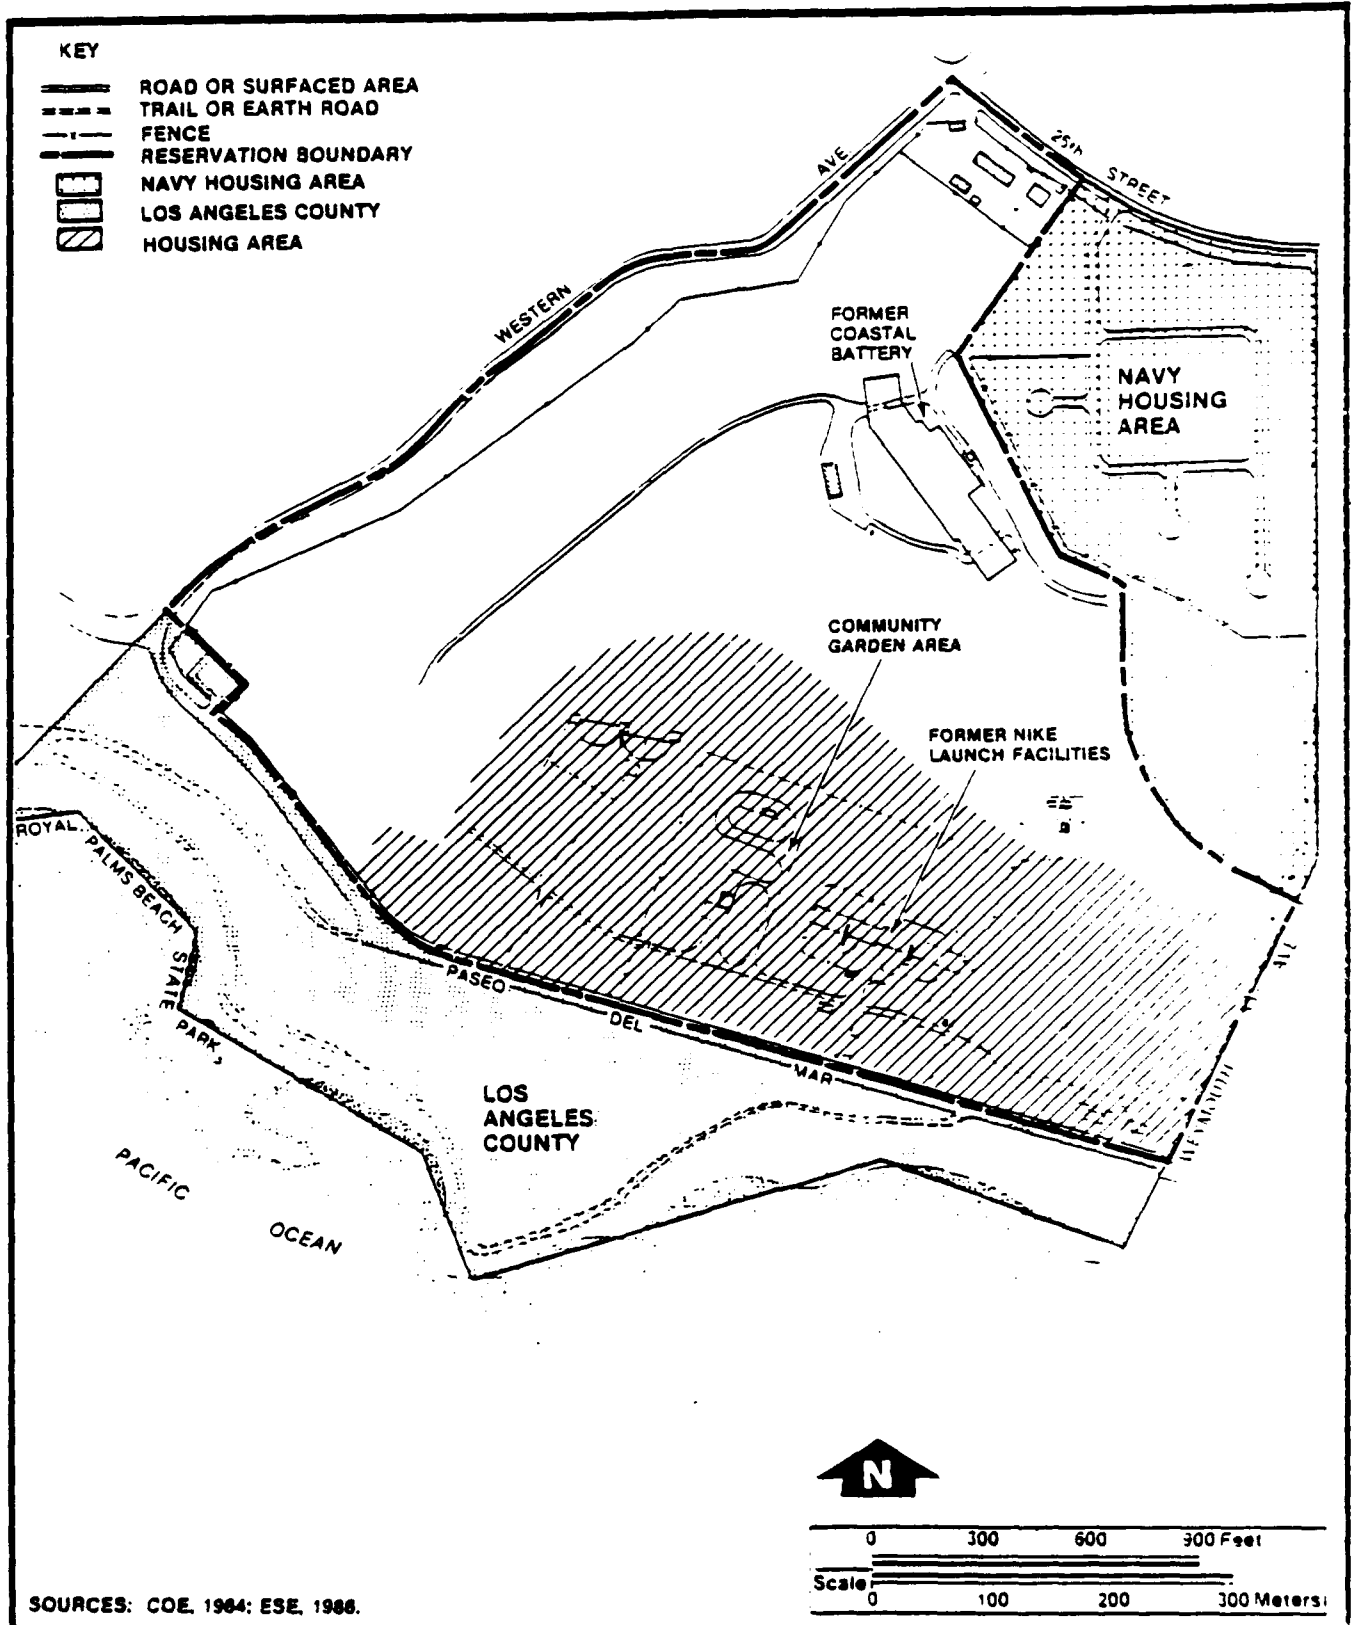 KEY
ROAD OR SURFACED AREA
TRAIL OR EARTH ROAD
FENCE
RESERVATION BOUNDARY
NAVY HOUSING AREA
LOS ANGELES COUNTY
HOUSING AREA
25th
STREET
AVE.
WESTERN
FORMER
COASTAL
BATTERY
NAVY
HOUSING
AREA
COMMUNITY
GARDEN AREA
FORMER NIKE
LAUNCH FACILITIES
ROYAL
PALMS BEACH
STATE
PARK
PASEO
DEL
MAR
WEYMOUTH
LOS
ANGELES
COUNTY
PACIFIC
OCEAN
N
0 300 600 900 Feet
Scale
0 100 200 300 Meters
SOURCES: COE, 1964; ESE, 1986.